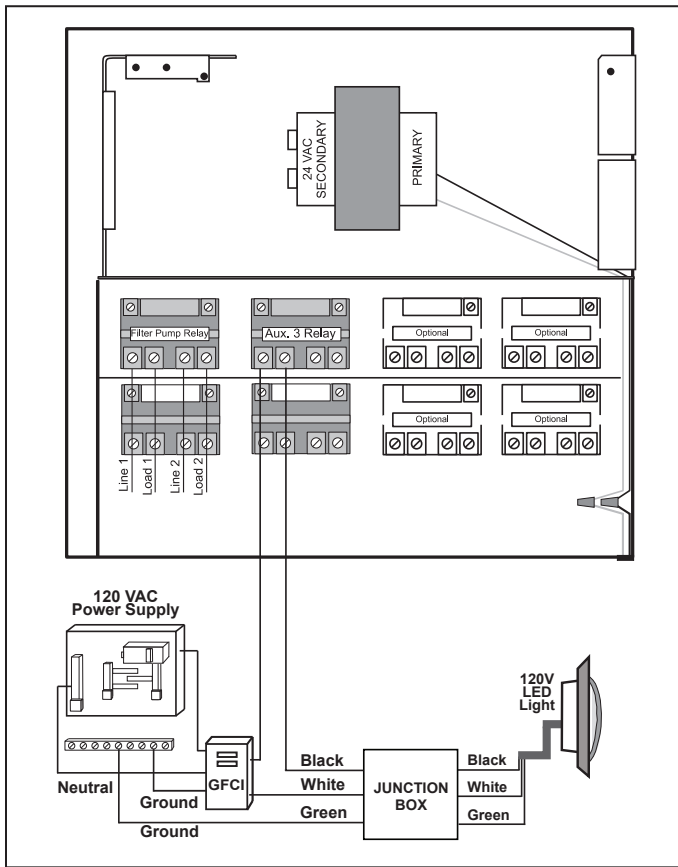 24 VAC
SECONDARY
PRIMARY
Filter Pump Relay
Aux. 3 Relay
Optional
Optional
Optional
Optional
Line 1
Load 1
Line 2
Load 2
120 VAC
Power Supply
120V
LED
Light
Neutral
Ground
Ground
GFCI
Black
White
Green
JUNCTION
BOX
Black
White
Green